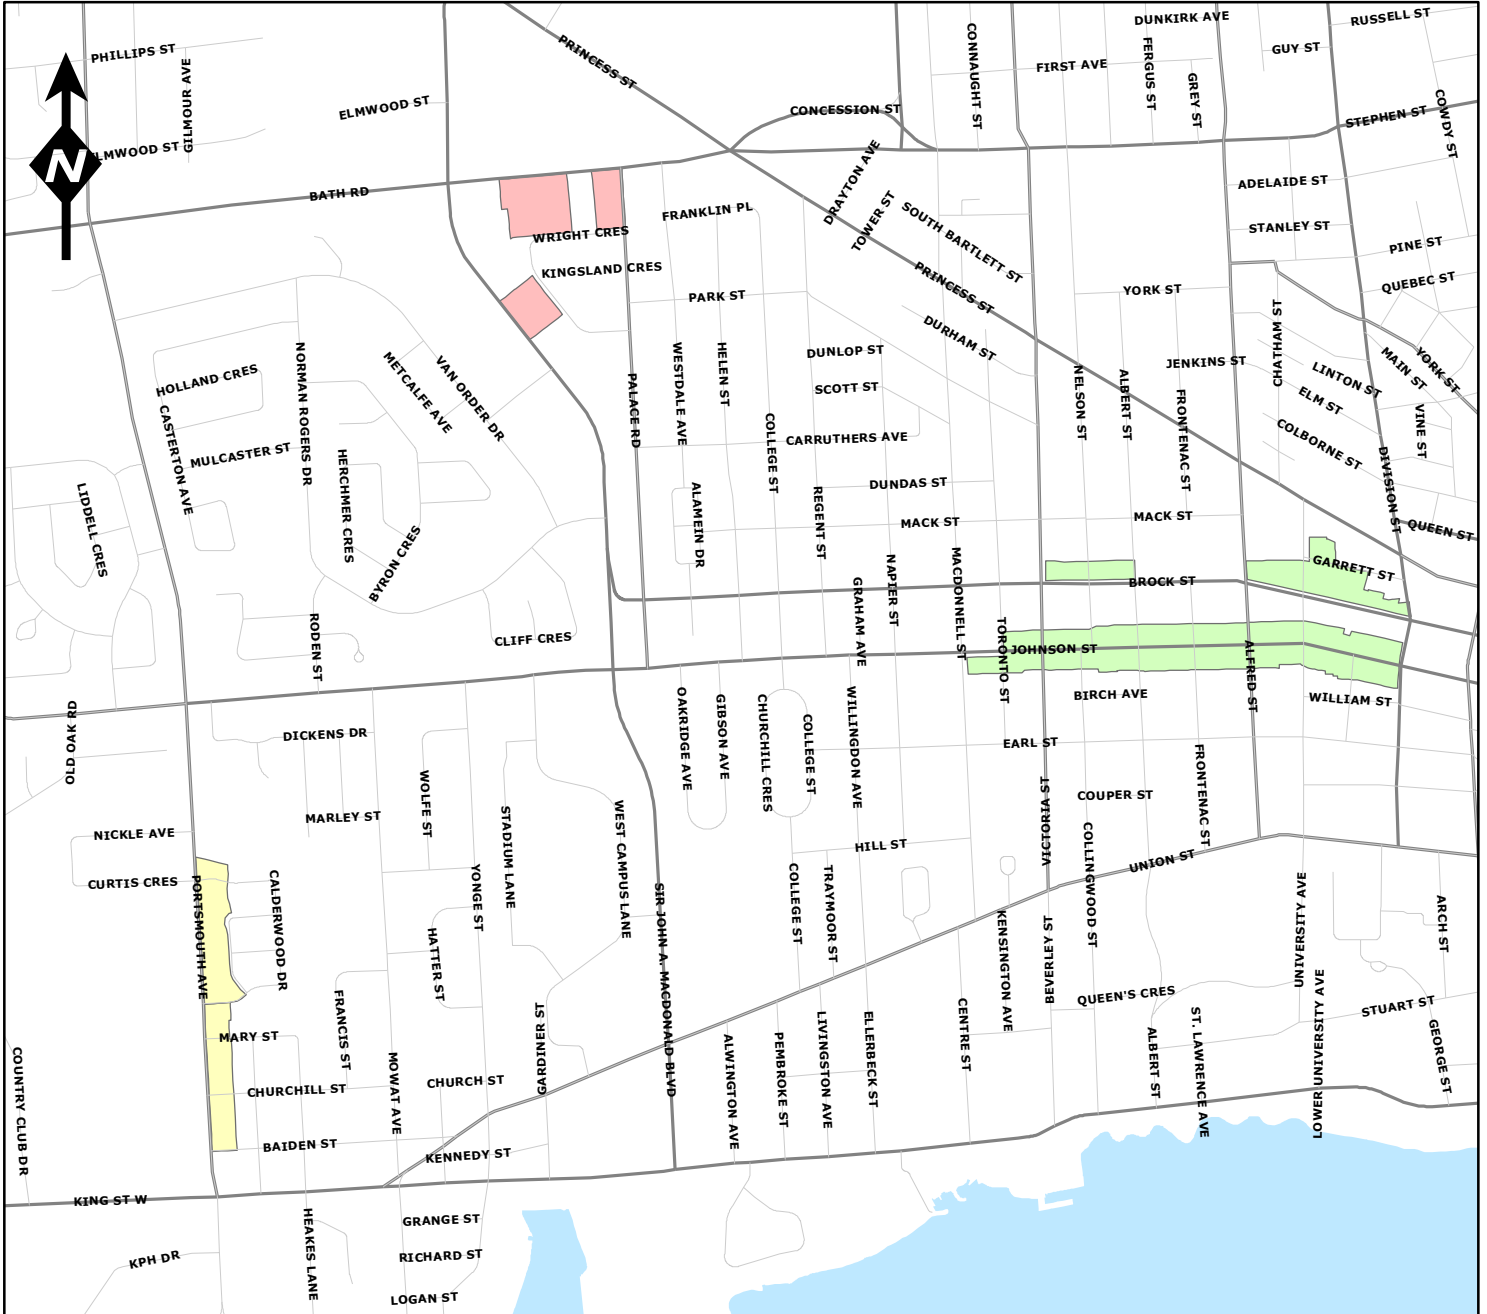 DUNKIRK AVE
RUSSELL ST
PHILLIPS ST
PRINCESS ST
CONNAUGHT ST
FIRST AVE
FERGUS ST
GREY ST
GUY ST
GILMOUR AVE
ELMWOOD ST
CONCESSION ST
STEPHEN ST
COWDY ST
ELMWOOD ST
N
BATH RD
DRAYTON AVE
TOWER ST
ADELAIDE ST
FRANKLIN PL
SOUTH BARTLETT ST
STANLEY ST
WRIGHT CRES
PINE ST
KINGSLAND CRES
PRINCESS ST
QUEBEC ST
PARK ST
YORK ST
CHATHAM ST
DURHAM ST
DUNLOP ST
JENKINS ST
MAIN ST
YORK ST
HOLLAND CRES
NORMAN ROGERS DR
METCALFE AVE
VAN ORDER DR
PALACE RD
WESTDALE AVE
HELEN ST
SCOTT ST
NELSON ST
ALBERT ST
FRONTENAC ST
LINTON ST
ELM ST
VINE ST
CASTERTON AVE
MULCASTER ST
COLLEGE ST
CARRUTHERS AVE
COLBORNE ST
DIVISION ST
HERCHMER CRES
LIDDELL CRES
ALAMEIN DR
REGENT ST
DUNDAS ST
MACK ST
MACK ST
QUEEN ST
BYRON CRES
NAPIER ST
MACDONNELL ST
GARRETT ST
BROCK ST
GRAHAM AVE
RODEN ST
CLIFF CRES
TORONTO ST
JOHNSON ST
ALFRED ST
OLD OAK RD
OAKRIDGE AVE
GIBSON AVE
CHURCHILL CRES
COLLEGE ST
WILLINGDON AVE
BIRCH AVE
WILLIAM ST
DICKENS DR
EARL ST
FRONTENAC ST
WOLFE ST
MARLEY ST
STADIUM LANE
WEST CAMPUS LANE
VICTORIA ST
COUPER ST
NICKLE AVE
HILL ST
COLLINGWOOD ST
UNION ST
CURTIS CRES
PORTSMOUTH AVE
CALDERWOOD DR
YONGE ST
SIR JOHN A. MACDONALD BLVD
COLLEGE ST
TRAYMOOR ST
KENSINGTON AVE
BEVERLEY ST
UNIVERSITY AVE
ARCH ST
HATTER ST
FRANCIS ST
GARDINER ST
QUEEN'S CRES
STUART ST
LOWER UNIVERSITY AVE
MARY ST
ALWINGTON AVE
PEMBROKE ST
LIVINGSTON AVE
ELLERBECK ST
CENTRE ST
ALBERT ST
ST. LAWRENCE AVE
GEORGE ST
COUNTRY CLUB DR
CHURCHILL ST
MOWAT AVE
CHURCH ST
BAIDEN ST
KENNEDY ST
KING ST W
HEAKES LANE
GRANGE ST
KPH DR
RICHARD ST
LOGAN ST